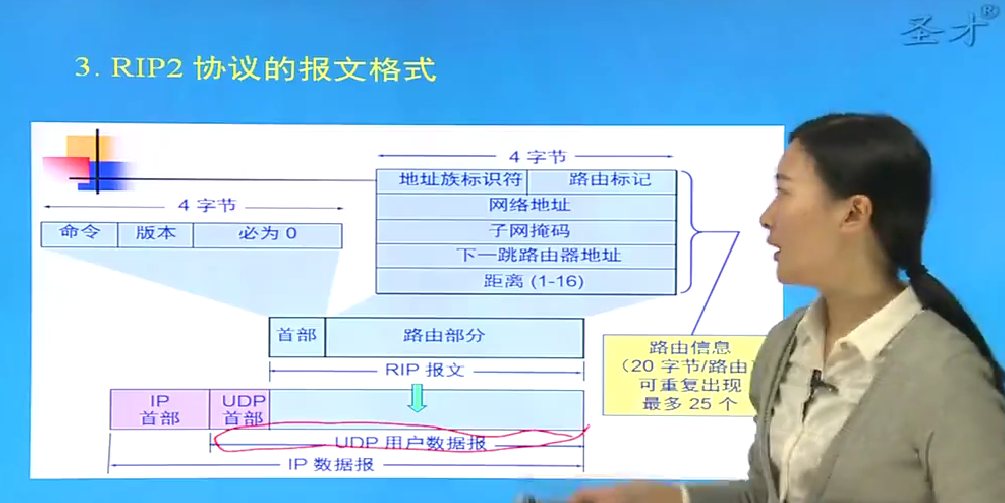 圣才®
3. RIP2 协议的报文格式
4 字节
地址族标识符 路由标记
4 字节
网络地址
命令 版本 必为 0
子网掩码
下一跳路由器地址
距离 (1-16)
首部 路由部分
路由信息
(20 字节/路由)
可重复出现
最多 25 个
RIP 报文
IP
首部
UDP
首部
UDP 用户数据报
IP 数据报